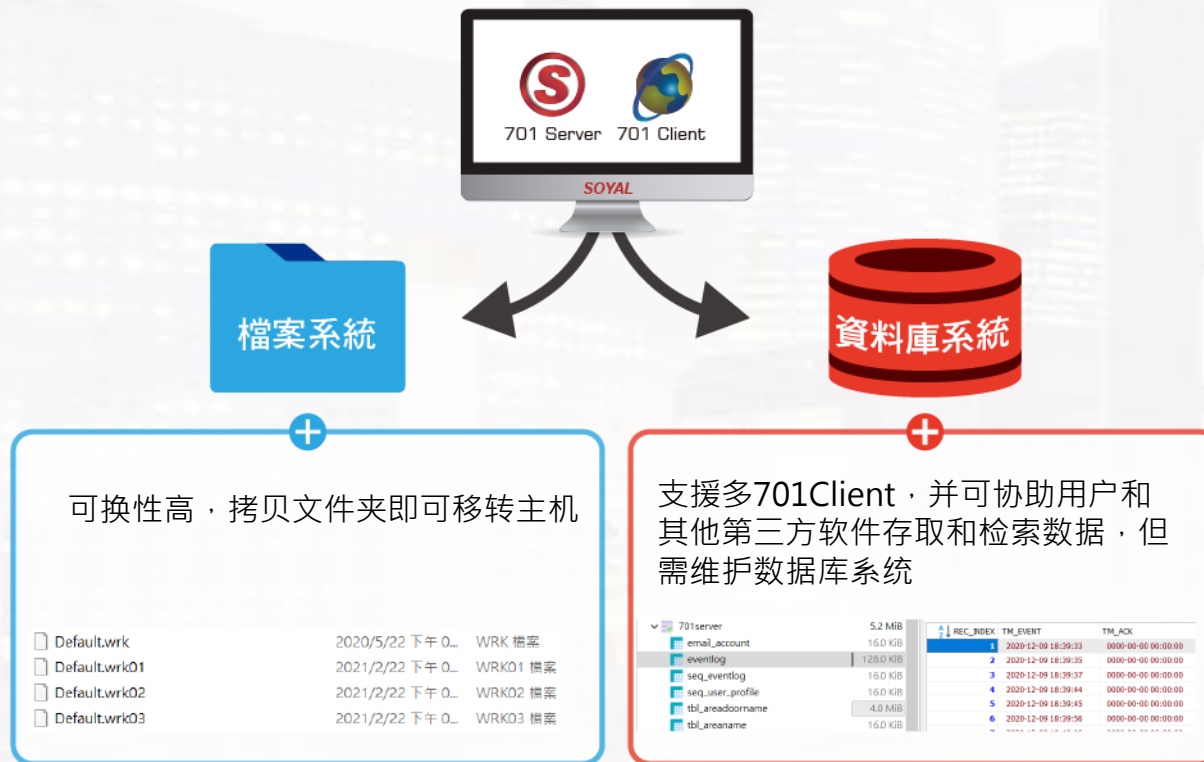 701 Server 701 Client
SOYAL
檔案系統
資料庫系統
可换性高，拷贝文件夹即可移转主机
支援多701Client，并可协助用户和
其他第三方软件存取和检索数据，但
需维护数据库系统
Default.wrk 2020/5/22 下午 0... WRK 檔案
Default.wrk01 2021/2/22 下午 0... WRK01 檔案
Default.wrk02 2021/2/22 下午 0... WRK02 檔案
Default.wrk03 2021/2/22 下午 0... WRK03 檔案
701server 5.2 MiB
email_account 16.0 KiB
eventlog 128.0 KiB
seq_eventlog 16.0 KiB
seq_user_profile 16.0 KiB
tbl_areadoorname 4.0 MiB
tbl_areaname 16.0 KiB
REC_INDEX TM_EVENT TM_ACK
1 2020-12-09 18:39:33 0000-00-00 00:00:00
2 2020-12-09 18:39:35 0000-00-00 00:00:00
3 2020-12-09 18:39:37 0000-00-00 00:00:00
4 2020-12-09 18:39:44 0000-00-00 00:00:00
5 2020-12-09 18:39:45 0000-00-00 00:00:00
6 2020-12-09 18:39:56 0000-00-00 00:00:00